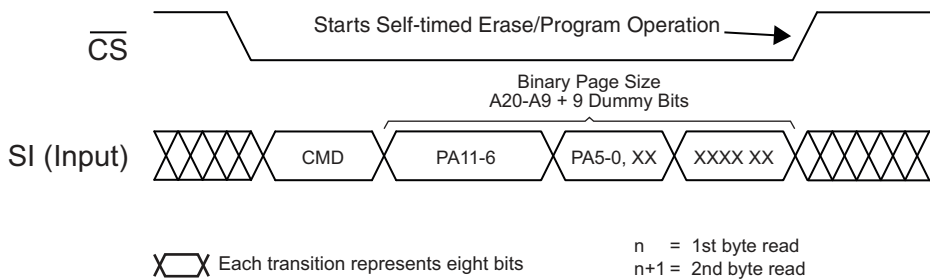 Starts Self-timed Erase/Program Operation
CS
Binary Page Size
A20-A9 + 9 Dummy Bits
SI (Input)
CMD
PA11-6
PA5-0, XX
XXXX XX
Each transition represents eight bits
n = 1st byte read
n+1 = 2nd byte read